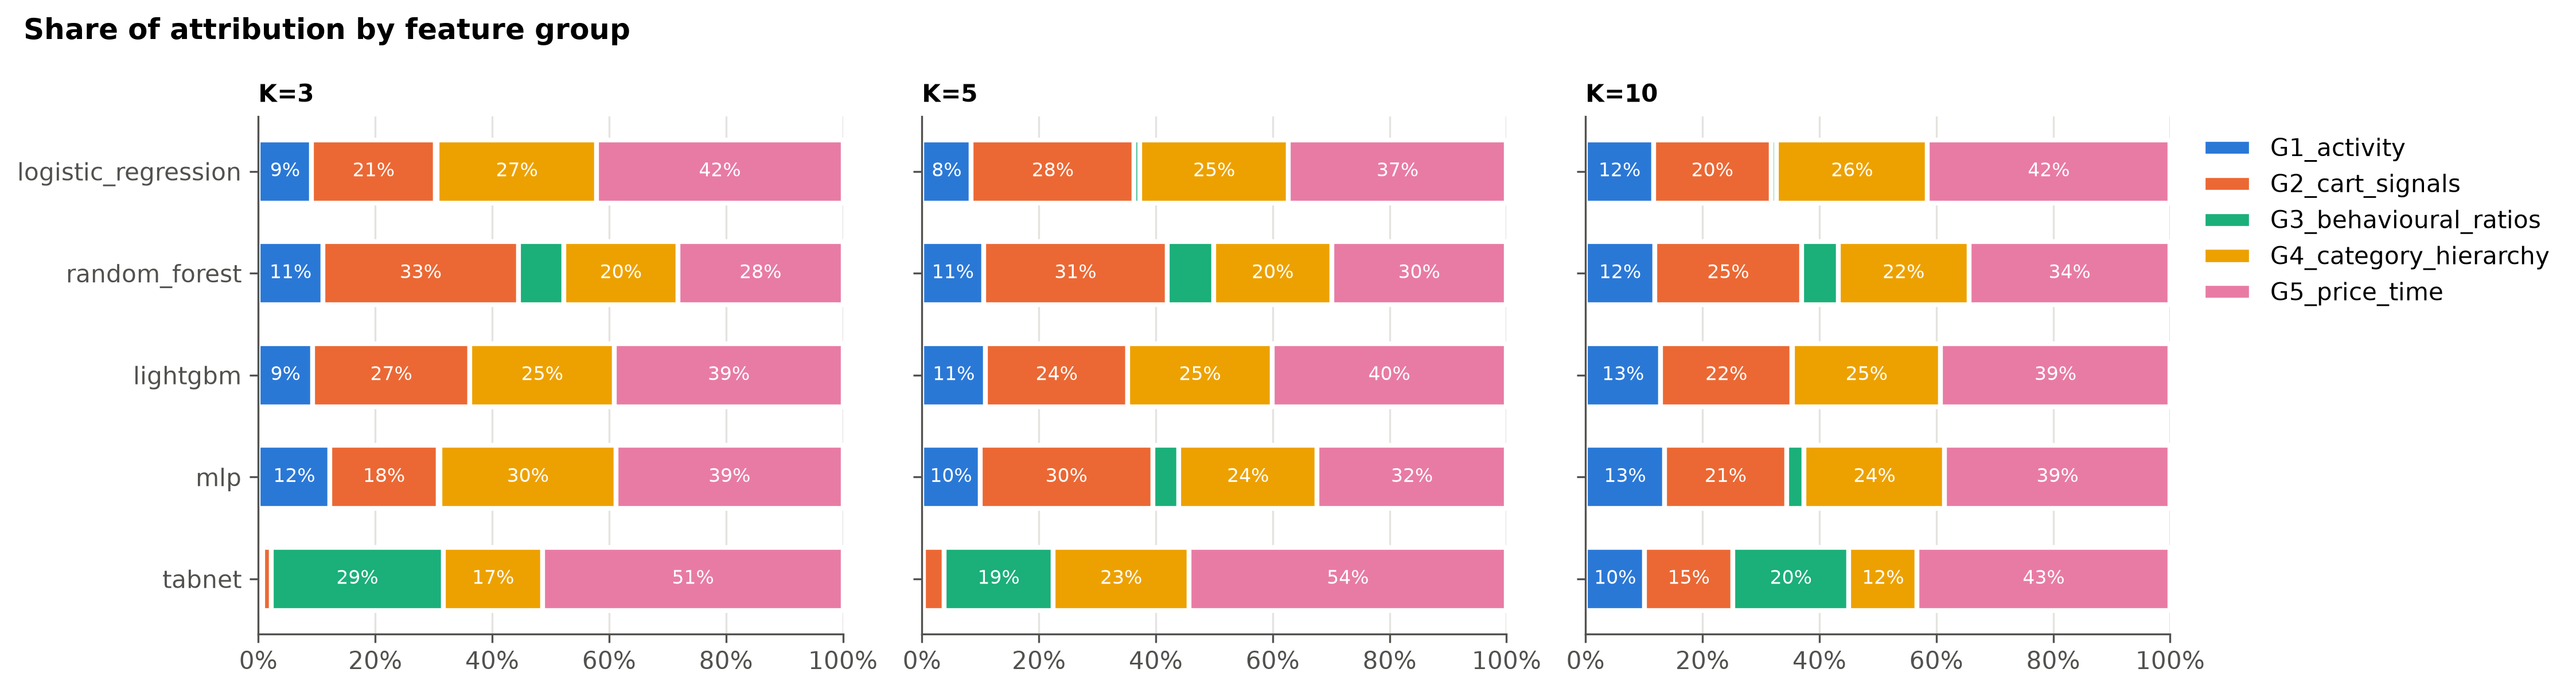 Share of attribution by feature group
K=3
K=5
K=10
logistic_regression
9% 21% 27% 42%
8% 28% 25% 37%
12% 20% 26% 42%
random_forest
11% 33% 20% 28%
11% 31% 20% 30%
12% 25% 22% 34%
lightgbm
9% 27% 25% 39%
11% 24% 25% 40%
13% 22% 25% 39%
mlp
12% 18% 30% 39%
10% 30% 24% 32%
13% 21% 24% 39%
tabnet
29% 17% 51%
19% 23% 54%
10% 15% 20% 12% 43%
0% 20% 40% 60% 80% 100%
0% 20% 40% 60% 80% 100%
0% 20% 40% 60% 80% 100%
G1_activity
G2_cart_signals
G3_behavioural_ratios
G4_category_hierarchy
G5_price_time